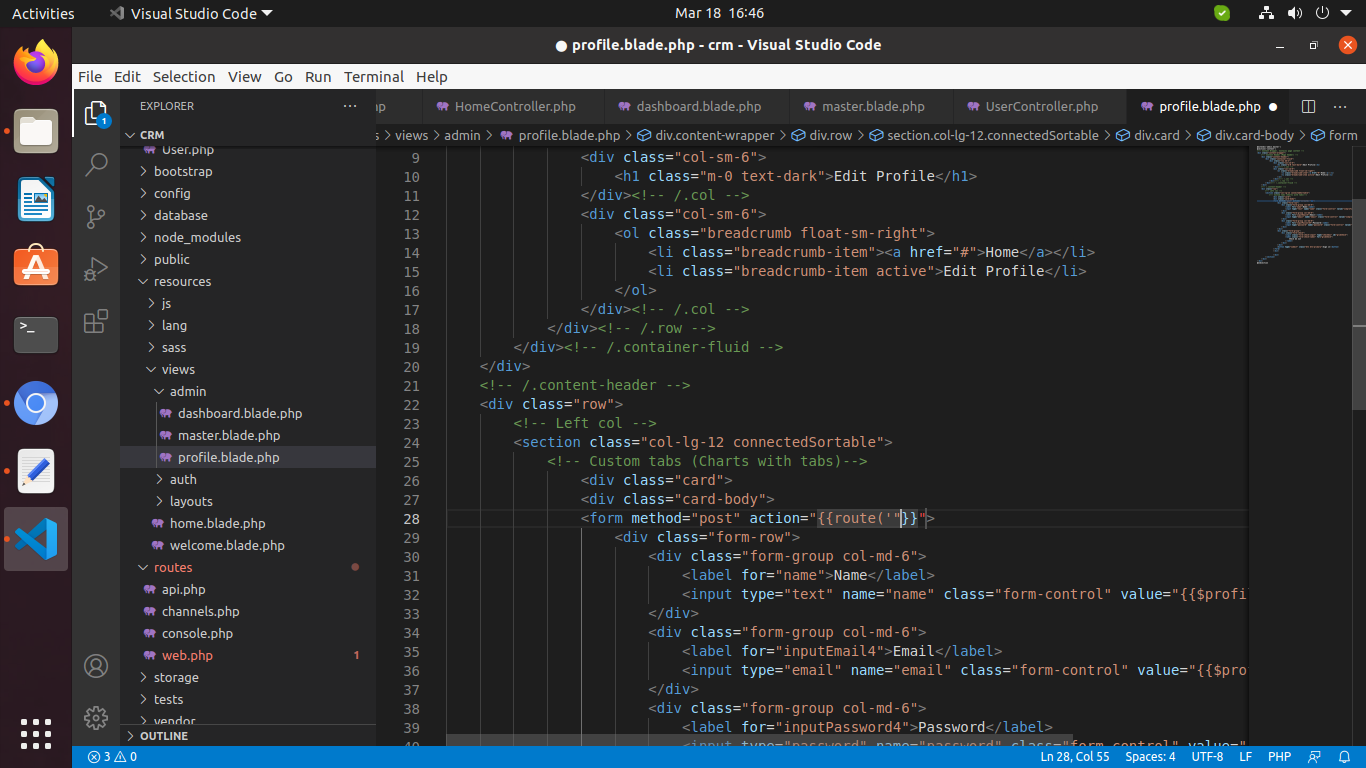 Activities
Visual Studio Code
Mar 18 16:46
● profile.blade.php - crm - Visual Studio Code
File Edit Selection View Go Run Terminal Help
EXPLORER
HomeController.php
dashboard.blade.php
master.blade.php
UserController.php
profile.blade.php
s > views > admin > profile.blade.php > div.content-wrapper > div.row > section.col-lg-12.connectedSortable > div.card > div.card-body > form
1
CRM
User.php
bootstrap
config
database
node_modules
public
resources
js
lang
sass
views
admin
dashboard.blade.php
master.blade.php
profile.blade.php
auth
layouts
home.blade.php
welcome.blade.php
routes
api.php
channels.php
console.php
web.php 1
storage
tests
vendor
OUTLINE
9 <div class="col-sm-6">
10 <h1 class="m-0 text-dark">Edit Profile</h1>
11 </div><!-- /.col -->
12 <div class="col-sm-6">
13 <ol class="breadcrumb float-sm-right">
14 <li class="breadcrumb-item"><a href="#">Home</a></li>
15 <li class="breadcrumb-item active">Edit Profile</li>
16 </ol>
17 </div><!-- /.col -->
18 </div><!-- /.row -->
19 </div><!-- /.container-fluid -->
20 </div>
21 <!-- /.content-header -->
22 <div class="row">
23 <!-- Left col -->
24 <section class="col-lg-12 connectedSortable">
25 <!-- Custom tabs (Charts with tabs)-->
26 <div class="card">
27 <div class="card-body">
28 <form method="post" action="{{route('"}}">
29 <div class="form-row">
30 <div class="form-group col-md-6">
31 <label for="name">Name</label>
32 <input type="text" name="name" class="form-control" value="{{$profi
33 </div>
34 <div class="form-group col-md-6">
35 <label for="inputEmail4">Email</label>
36 <input type="email" name="email" class="form-control" value="{{$pro
37 </div>
38 <div class="form-group col-md-6">
39 <label for="inputPassword4">Password</label>
40 <input type="password" name="password" class="form-control" value="
3 0
Ln 28, Col 55
Spaces: 4
UTF-8
LF
PHP